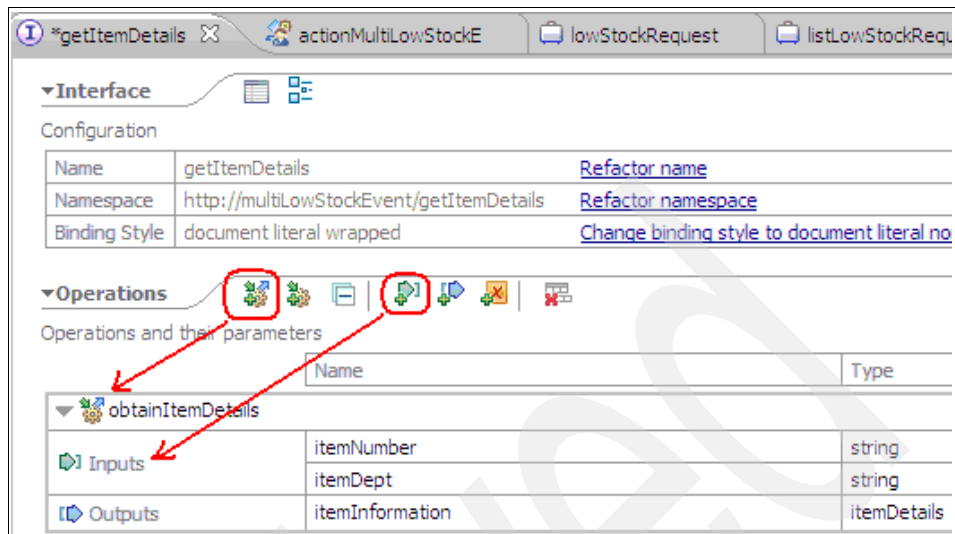 *getItemDetails actionMultiLowStockE lowStockRequest listLowStockRequ
Interface
Configuration
Name getItemDetails Refactor name
Namespace http://multiLowStockEvent/getItemDetails Refactor namespace
Binding Style document literal wrapped Change binding style to document literal no
Operations
Operations and their parameters
Name Type
obtainItemDetails
Inputs itemNumber string
itemDept string
Outputs itemInformation itemDetails